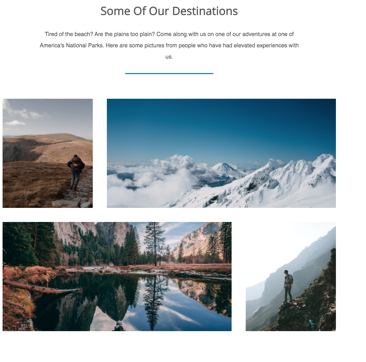 Some Of Our Destinations
Tired of the beach? Are the plains too plain? Come along with us on one of our adventures at one of
America's National Parks. Here are some pictures from people who have had elevated experiences with
us.